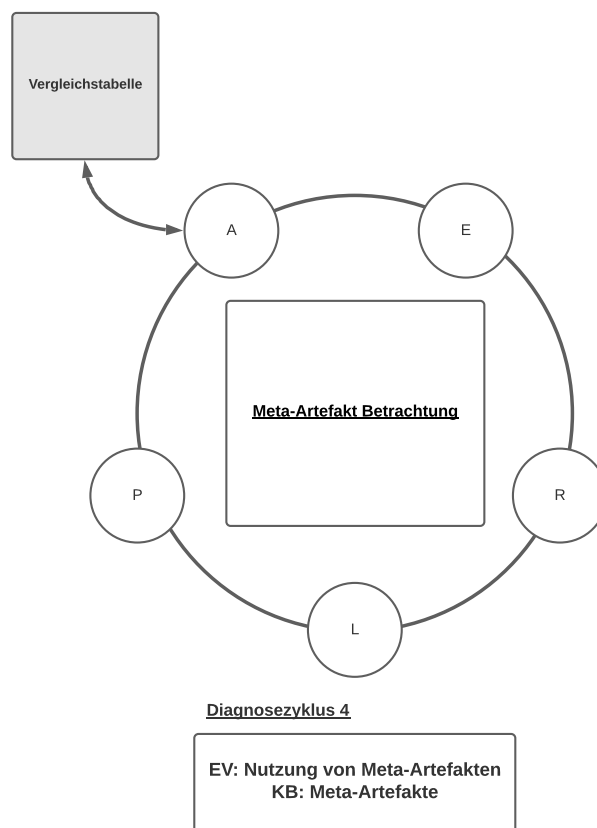 Vergleichstabelle
A
E
Meta-Artefakt Betrachtung
P
R
L
Diagnosezyklus 4
EV: Nutzung von Meta-Artefakten
KB: Meta-Artefakte